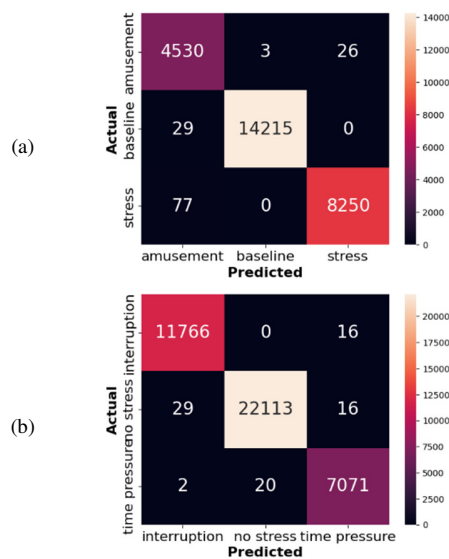 (a)
Actual
amusement
baseline
stress
4530 3 26
29 14215 0
77 0 8250
amusement baseline stress
Predicted
14000
12000
10000
8000
6000
4000
2000
0
(b)
Actual
interruption
no stress
time pressure
11766 0 16
29 22113 16
2 20 7071
interruption no stress time pressure
Predicted
20000
17500
15000
12500
10000
7500
5000
2500
0